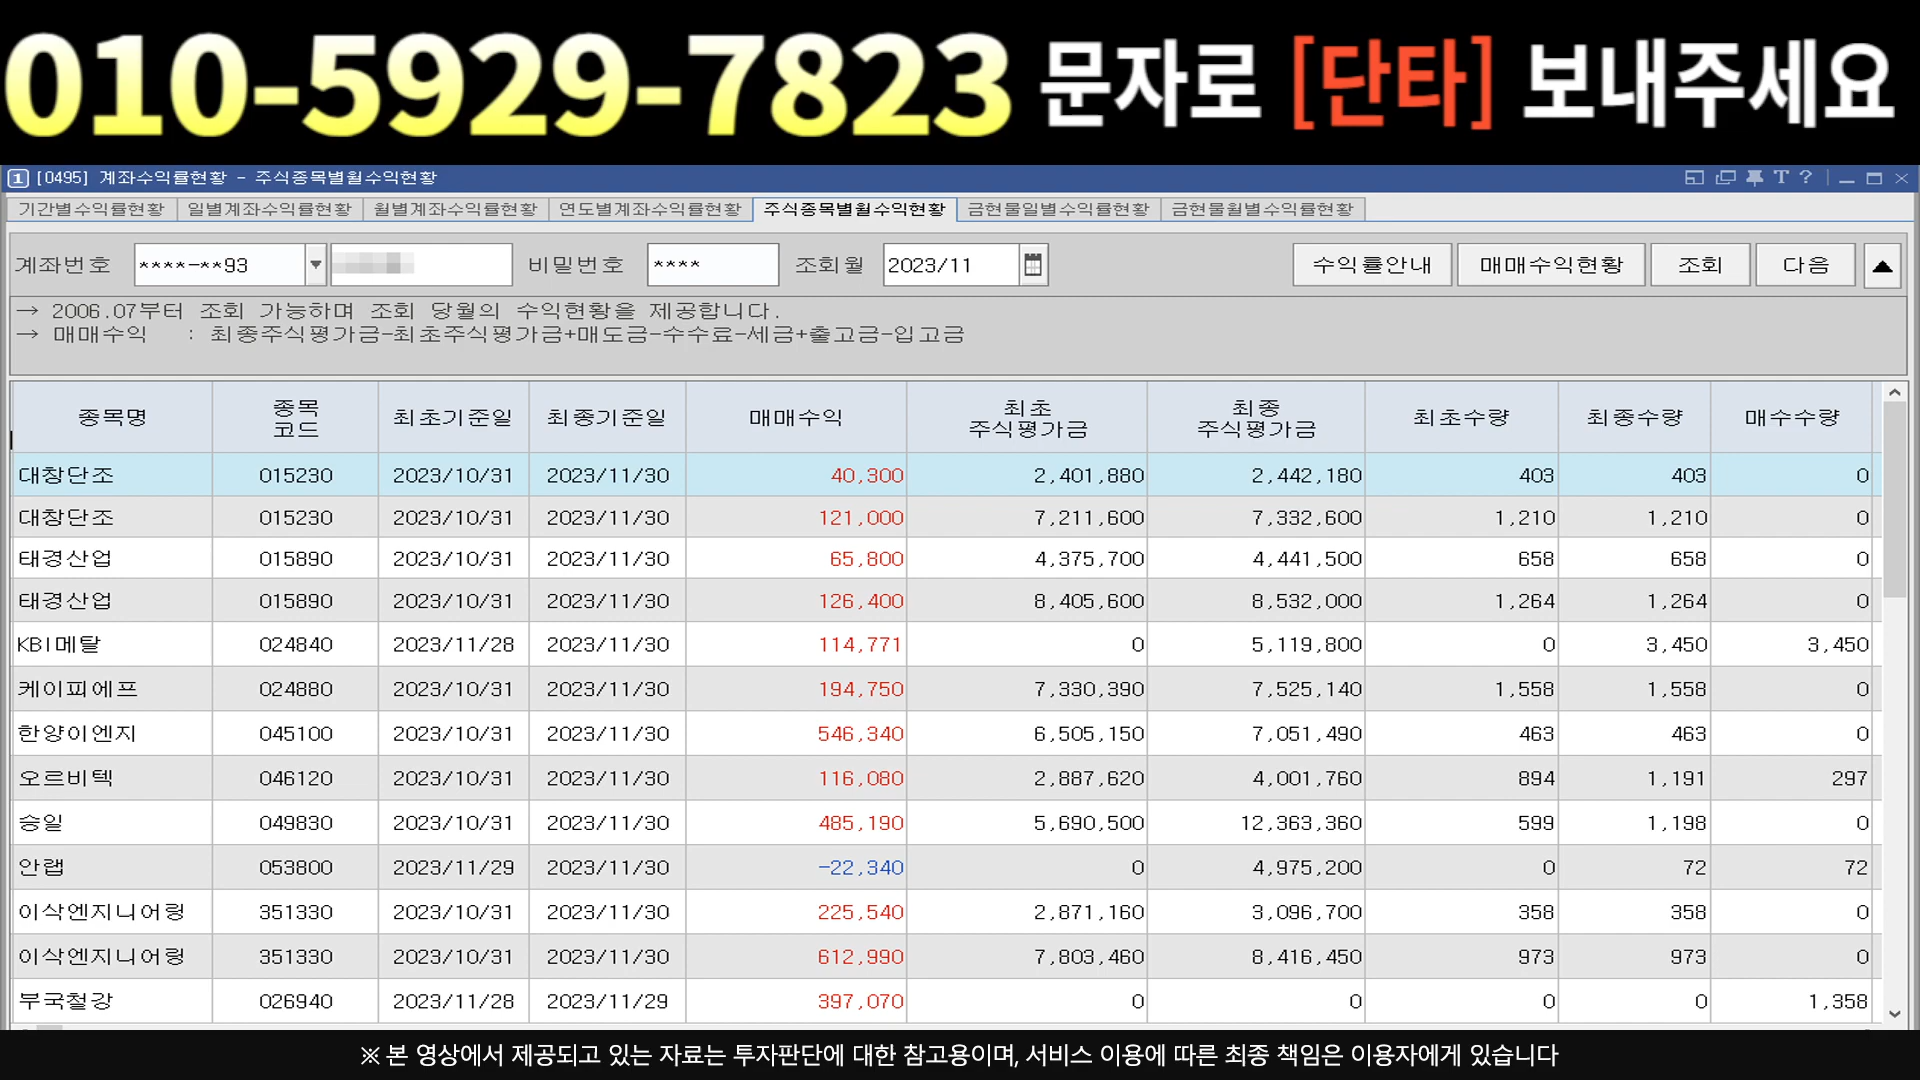 010-5929-7823 문자로 [단타] 보내주세요
1 [0495] 계좌수익률현황 - 주식종목별월수익현황
기간별수익률현황 일별계좌수익률현황 월별계좌수익률현황 연도별계좌수익률현황 주식종목별월수익현황 금현물일별수익률현황 금현물월별수익률현황
계좌번호 ****-**93 비밀번호 **** 조회월 2023/11 수익률안내 매매수익현황 조회 다음
→ 2006.07부터 조회 가능하며 조회 당월의 수익현황을 제공합니다.
→ 매매수익 : 최종주식평가금-최초주식평가금+매도금-수수료-세금+출고금-입고금
종목명 종목코드 최초기준일 최종기준일 매매수익 최초주식평가금 최종주식평가금 최초수량 최종수량 매수수량
대창단조 015230 2023/10/31 2023/11/30 40,300 2,401,880 2,442,180 403 403 0
대창단조 015230 2023/10/31 2023/11/30 121,000 7,211,600 7,332,600 1,210 1,210 0
태경산업 015890 2023/10/31 2023/11/30 65,800 4,375,700 4,441,500 658 658 0
태경산업 015890 2023/10/31 2023/11/30 126,400 8,405,600 8,532,000 1,264 1,264 0
KBI메탈 024840 2023/11/28 2023/11/30 114,771 0 5,119,800 0 3,450 3,450
케이피에프 024880 2023/10/31 2023/11/30 194,750 7,330,390 7,525,140 1,558 1,558 0
한양이엔지 045100 2023/10/31 2023/11/30 546,340 6,505,150 7,051,490 463 463 0
오르비텍 046120 2023/10/31 2023/11/30 116,080 2,887,620 4,001,760 894 1,191 297
승일 049830 2023/10/31 2023/11/30 485,190 5,690,500 12,363,360 599 1,198 0
안랩 053800 2023/11/29 2023/11/30 -22,340 0 4,975,200 0 72 72
이삭엔지니어링 351330 2023/10/31 2023/11/30 225,540 2,871,160 3,096,700 358 358 0
이삭엔지니어링 351330 2023/10/31 2023/11/30 612,990 7,803,460 8,416,450 973 973 0
부국철강 026940 2023/11/28 2023/11/29 397,070 0 0 0 0 1,358
※ 본 영상에서 제공되고 있는 자료는 투자판단에 대한 참고용이며, 서비스 이용에 따른 최종 책임은 이용자에게 있습니다